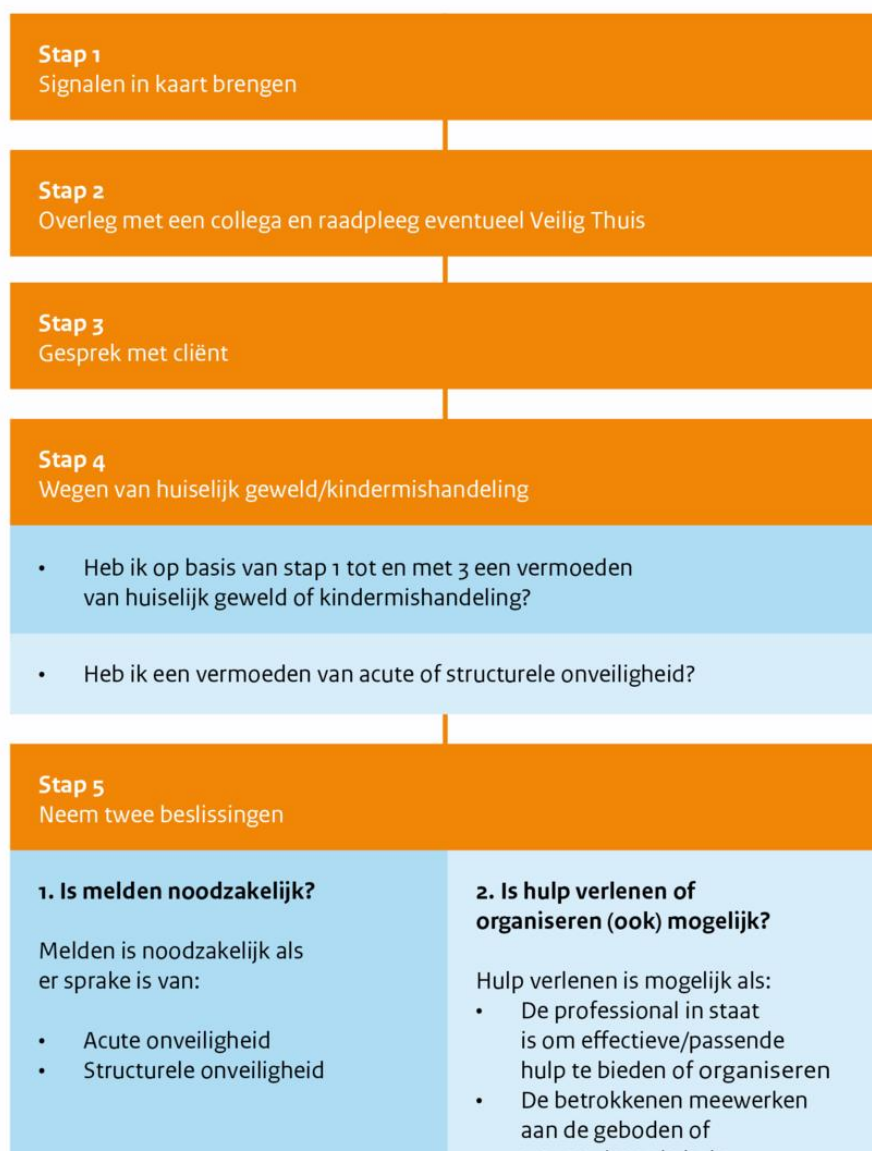 Stap 1
Signalen in kaart brengen
Stap 2
Overleg met een collega en raadpleeg eventueel Veilig Thuis
Stap 3
Gesprek met cliënt
Stap 4
Wegen van huiselijk geweld/kindermishandeling
• Heb ik op basis van stap 1 tot en met 3 een vermoeden
van huiselijk geweld of kindermishandeling?
• Heb ik een vermoeden van acute of structurele onveiligheid?
Stap 5
Neem twee beslissingen
1. Is melden noodzakelijk?
Melden is noodzakelijk als
er sprake is van:
• Acute onveiligheid
• Structurele onveiligheid
2. Is hulp verlenen of
organiseren (ook) mogelijk?
Hulp verlenen is mogelijk als:
• De professional in staat
is om effectieve/passende
hulp te bieden of organiseren
• De betrokkenen meewerken
aan de geboden of